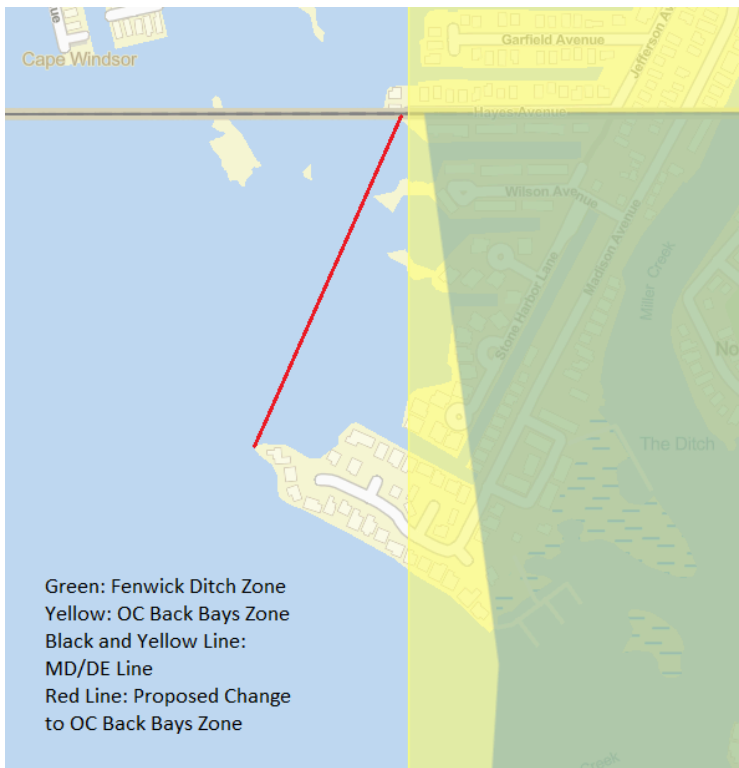 Garfield Avenue
Jefferson Av
Cape Windsor
nue
Hayes Avenue
Wilson Avenue
Madison Avenue
Miller Creek
Stone Harbor Lane
No
The Ditch
Green: Fenwick Ditch Zone
Yellow: OC Back Bays Zone
Black and Yellow Line:
MD/DE Line
Red Line: Proposed Change
to OC Back Bays Zone
Creek